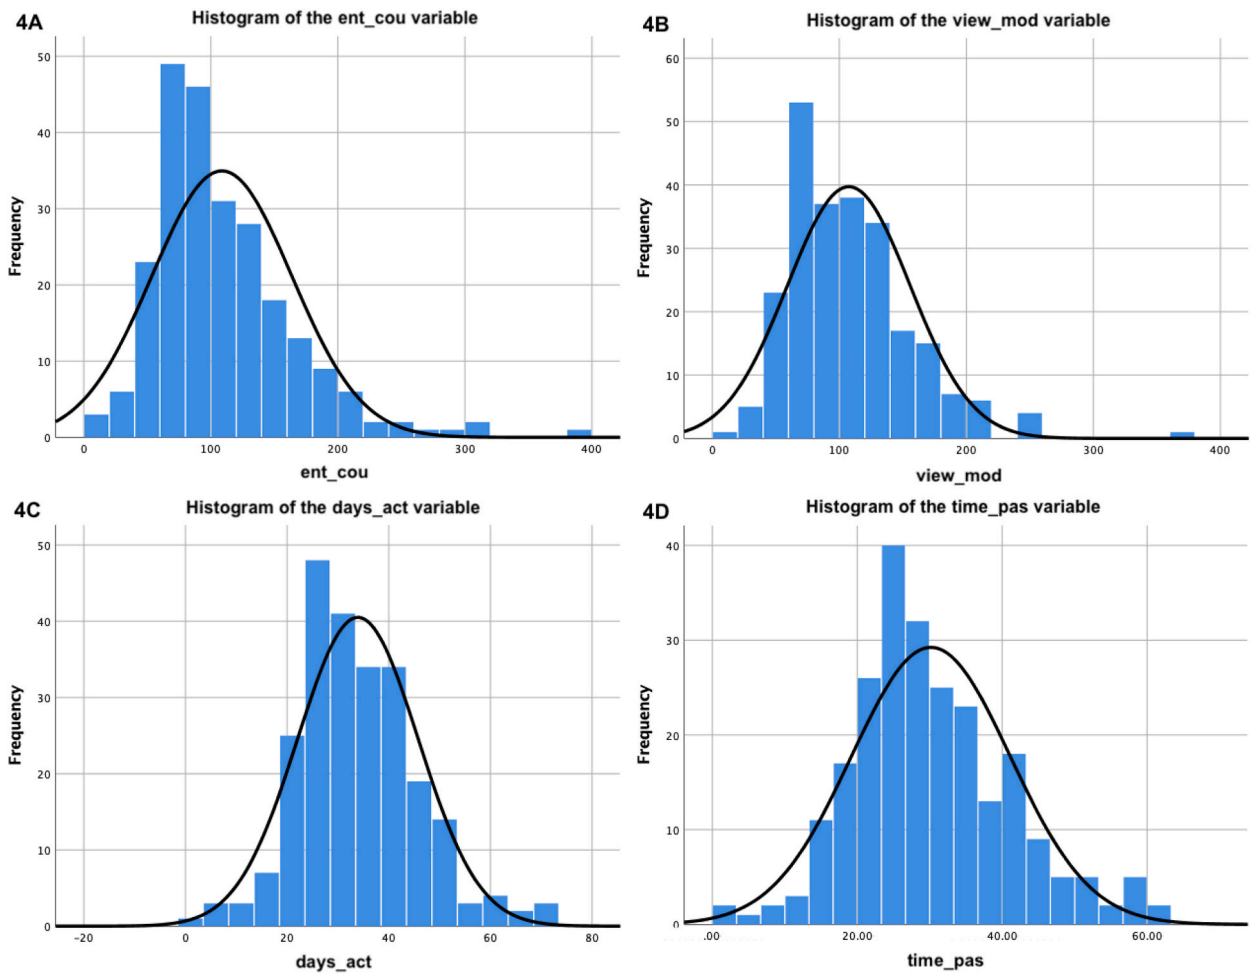 4A
Histogram of the ent_cou variable
50
40
30
20
10
0
Frequency
0 100 200 300 400
ent_cou
4B
Histogram of the view_mod variable
60
50
40
30
20
10
0
Frequency
0 100 200 300 400
view_mod
4C
Histogram of the days_act variable
50
40
30
20
10
0
Frequency
-20 0 20 40 60 80
days_act
4D
Histogram of the time_pas variable
40
30
20
10
0
Frequency
.00 20.00 40.00 60.00
time_pas